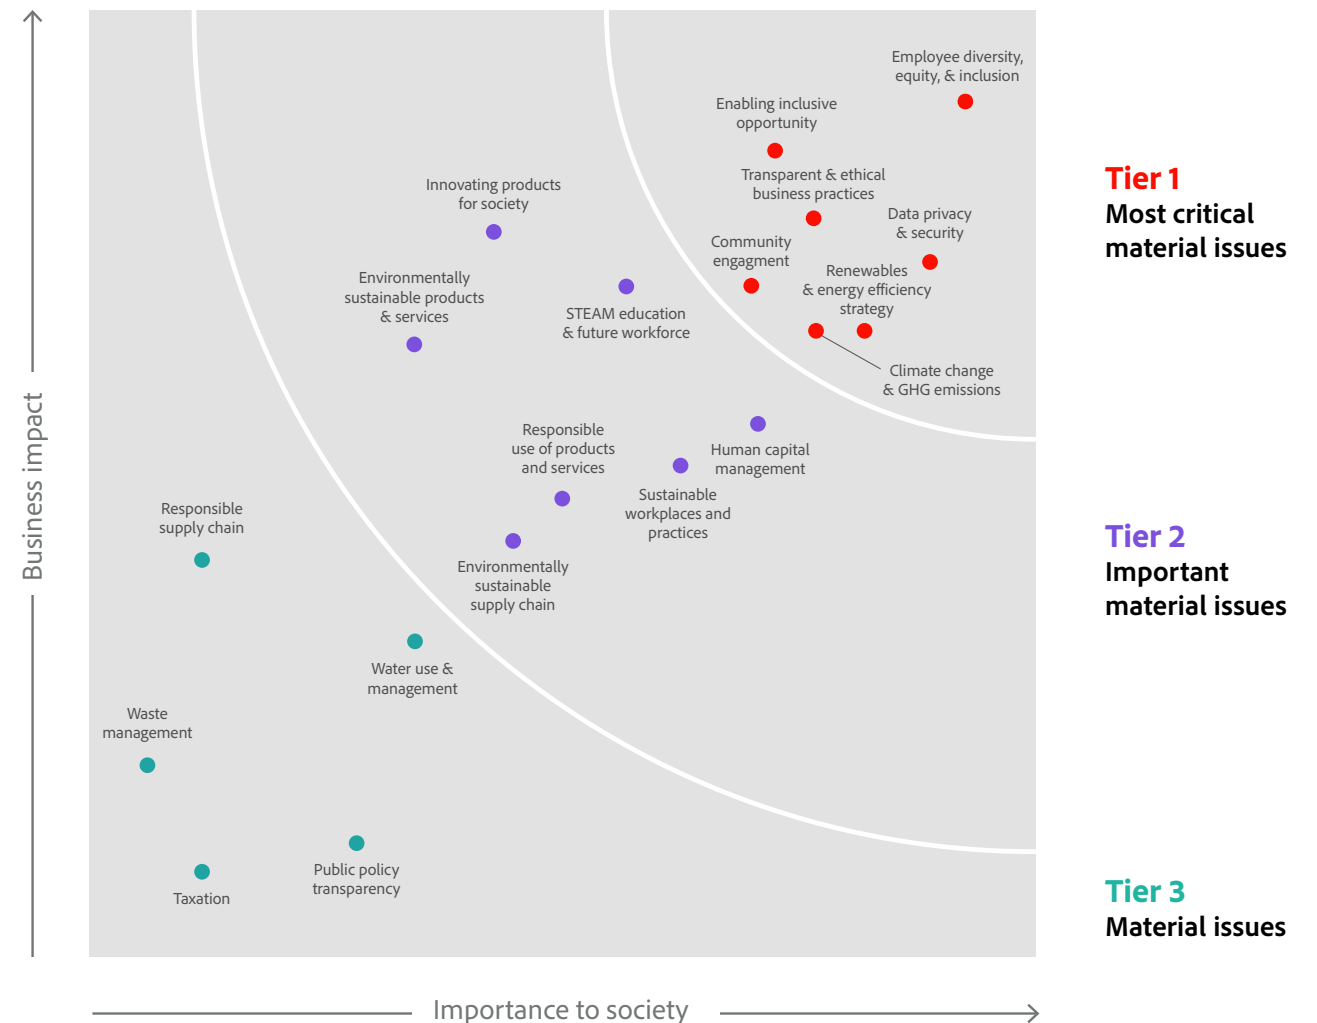 Employee diversity,
equity, & inclusion
Enabling inclusive
opportunity
Transparent & ethical
business practices
Data privacy
& security
Community
engagment
Renewables
& energy efficiency
strategy
Climate change
& GHG emissions
Innovating products
for society
Environmentally
sustainable products
& services
STEAM education
& future workforce
Responsible
use of products
and services
Human capital
management
Sustainable
workplaces and
practices
Environmentally
sustainable
supply chain
Responsible
supply chain
Water use &
management
Waste
management
Public policy
transparency
Taxation
Business impact
Importance to society
Tier 1
Most critical
material issues
Tier 2
Important
material issues
Tier 3
Material issues